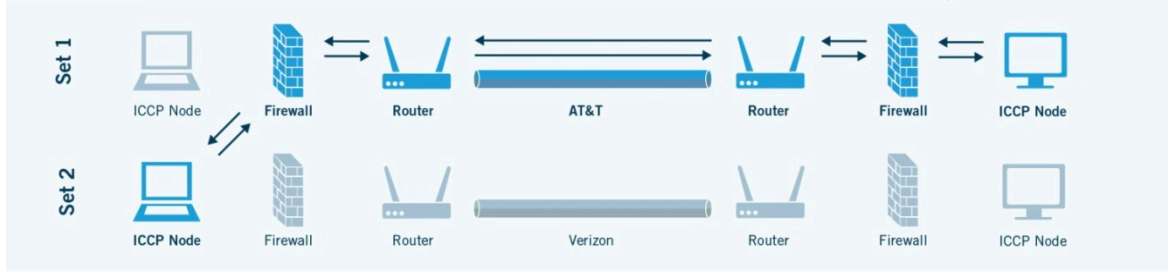 Set 1
ICCP Node
Firewall
Router
AT&T
Router
Firewall
ICCP Node
Set 2
ICCP Node
Firewall
Router
Verizon
Router
Firewall
ICCP Node